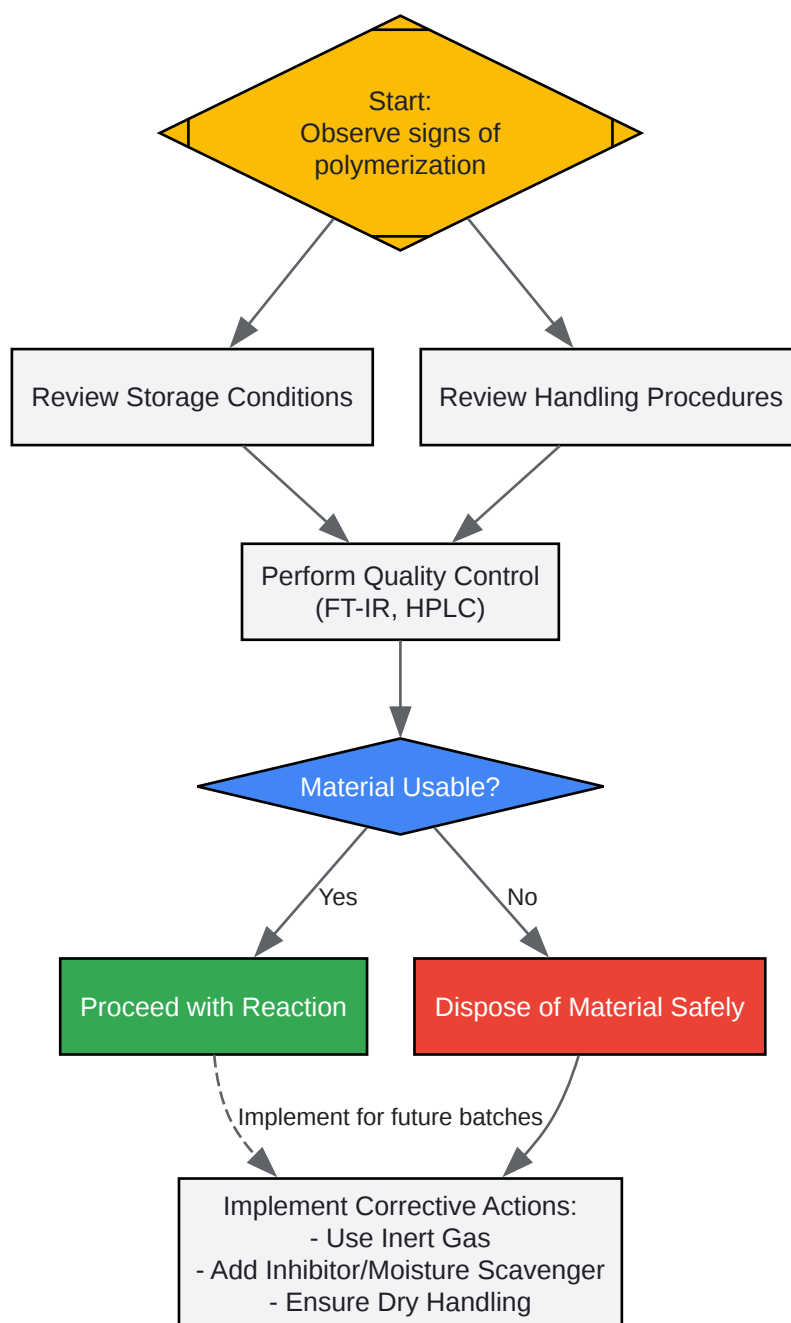 Start:
Observe signs of
polymerization
Review Storage Conditions
Review Handling Procedures
Perform Quality Control
(FT-IR, HPLC)
Material Usable?
Yes
No
Proceed with Reaction
Dispose of Material Safely
Implement for future batches
Implement Corrective Actions:
- Use Inert Gas
- Add Inhibitor/Moisture Scavenger
- Ensure Dry Handling